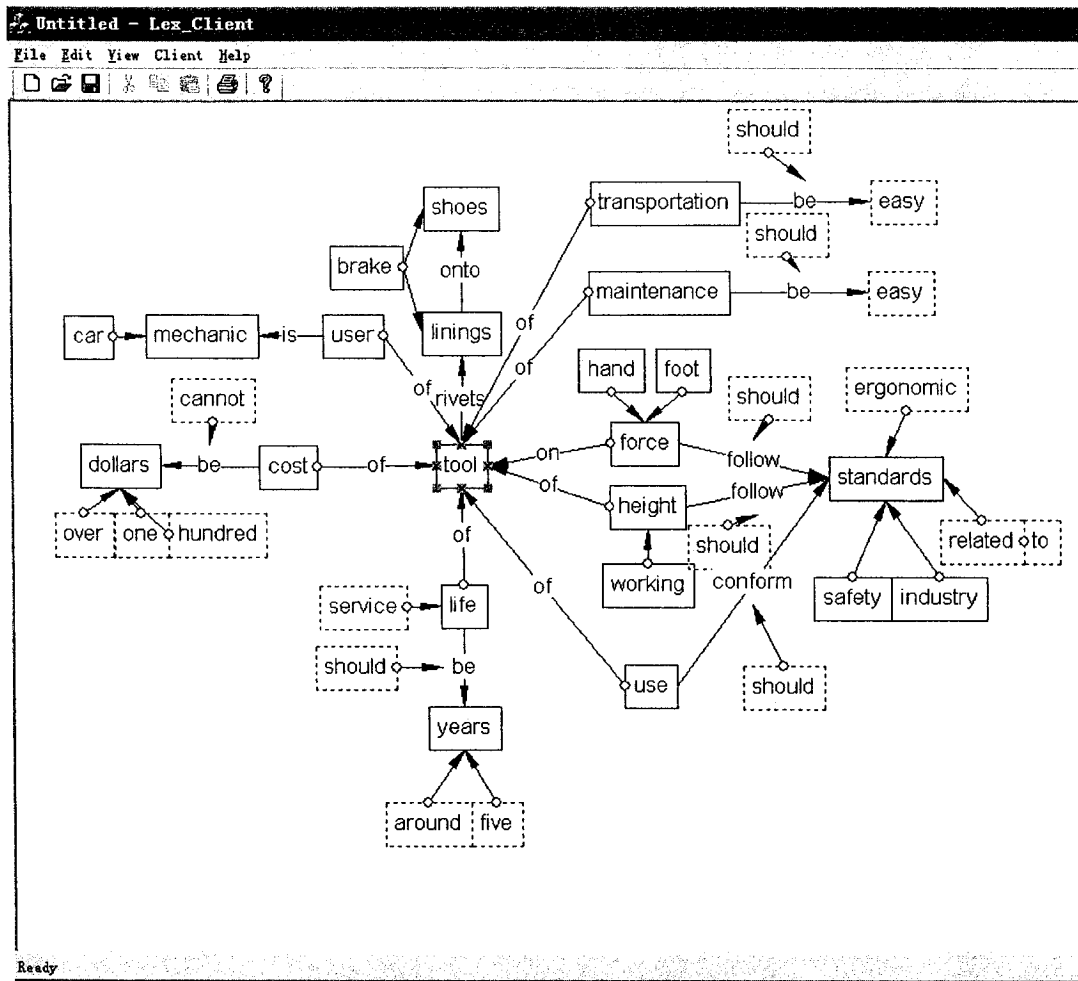 Untitled - Lex_Client
File Edit View Client Help
should
transportation be easy
shoes
should
brake onto
maintenance be easy
linings
car mechanic is user
of
of
hand foot
should
ergonomic
cannot
of rivets
force
on
follow
dollars be cost of tool
standards
follow
of height
over one hundred
should
related to
of
working
conform
safety industry
service life
of
should be
use
should
years
around five
Ready